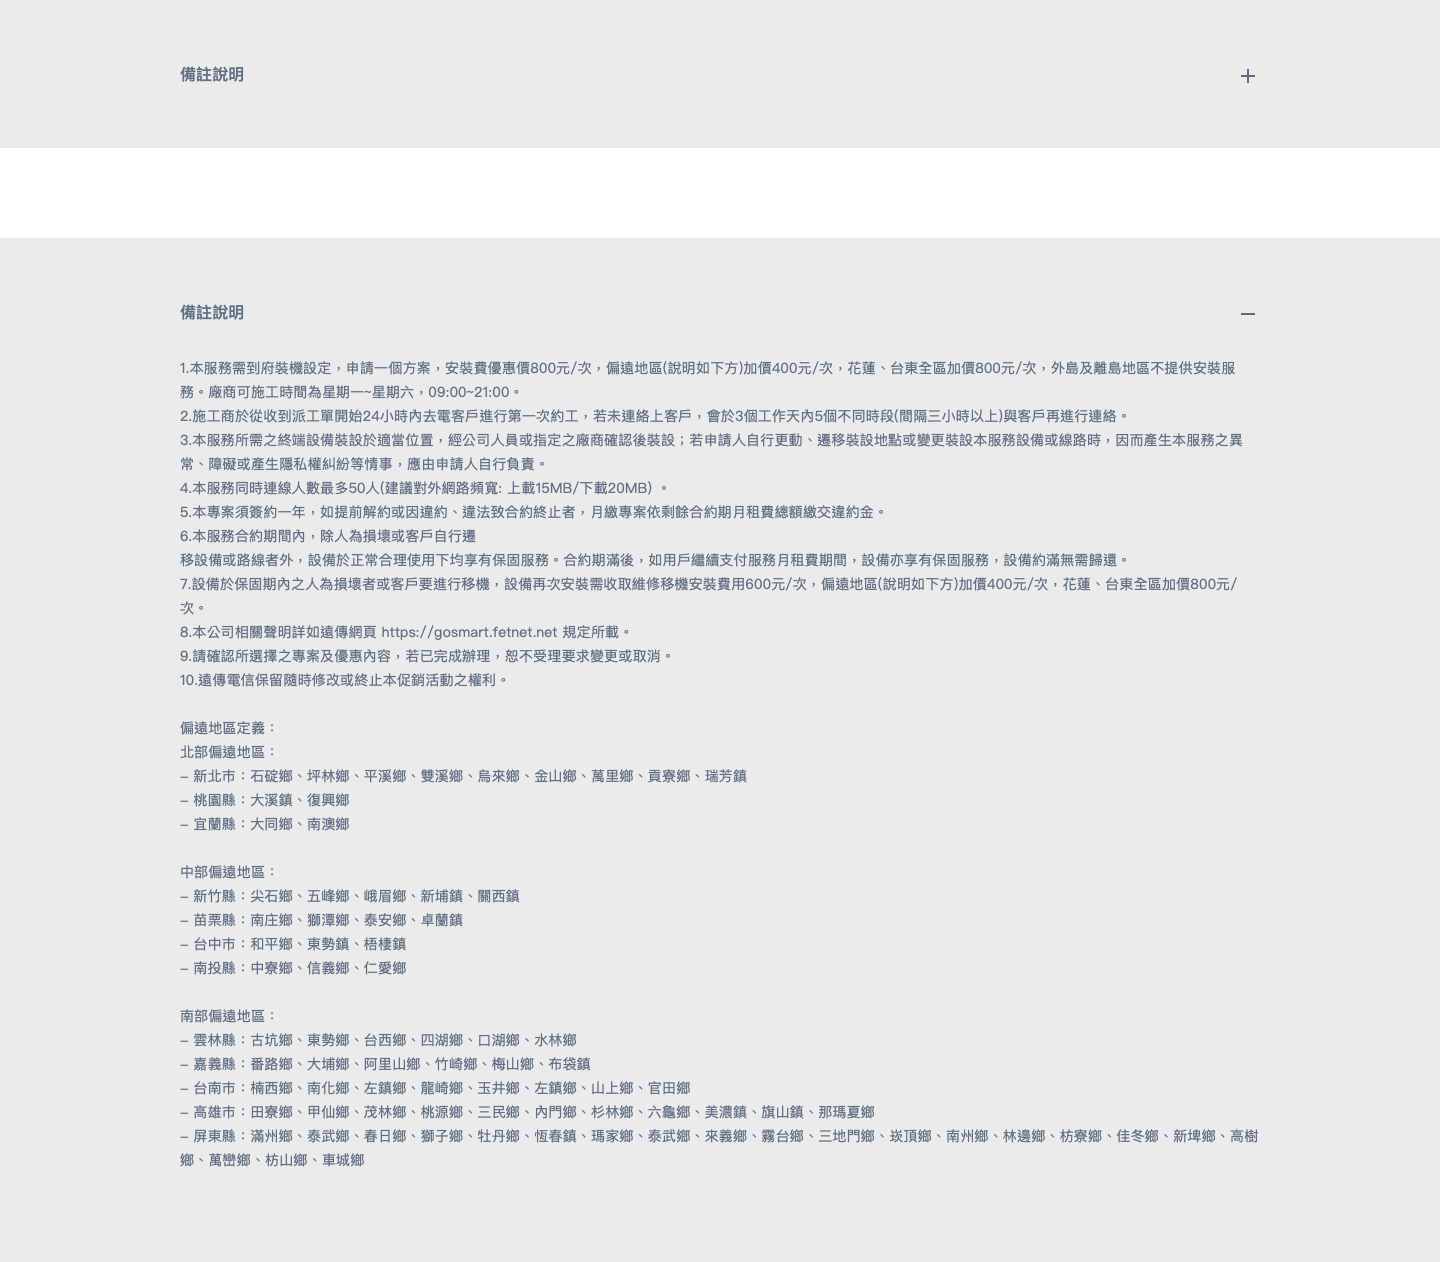 備註說明
備註說明
1.本服務需到府裝機設定，申請一個方案，安裝費優惠價800元/次，偏遠地區(說明如下方)加價400元/次，花蓮、台東全區加價800元/次，外島及離島地區不提供安裝服
務。廠商可施工時間為星期一~星期六，09:00~21:00。
2.施工商於從收到派工單開始24小時內去電客戶進行第一次約工，若未連絡上客戶，會於3個工作天內5個不同時段(間隔三小時以上)與客戶再進行連絡。
3.本服務所需之終端設備裝設於適當位置，經公司人員或指定之廠商確認後裝設；若申請人自行更動、遷移裝設地點或變更裝設本服務設備或線路時，因而產生本服務之異
常、障礙或產生隱私權糾紛等情事，應由申請人自行負責。
4.本服務同時連線人數最多50人(建議對外網路頻寬: 上載15MB/下載20MB) 。
5.本專案須簽約一年，如提前解約或因違約、違法致合約終止者，月繳專案依剩餘合約期月租費總額繳交違約金。
6.本服務合約期間內，除人為損壞或客戶自行遷
移設備或路線者外，設備於正常合理使用下均享有保固服務。合約期滿後，如用戶繼續支付服務月租費期間，設備亦享有保固服務，設備約滿無需歸還。
7.設備於保固期內之人為損壞者或客戶要進行移機，設備再次安裝需收取維修移機安裝費用600元/次，偏遠地區(說明如下方)加價400元/次，花蓮、台東全區加價800元/
次。
8.本公司相關聲明詳如遠傳網頁 https://gosmart.fetnet.net 規定所載。
9.請確認所選擇之專案及優惠內容，若已完成辦理，恕不受理要求變更或取消。
10.遠傳電信保留隨時修改或終止本促銷活動之權利。
偏遠地區定義：
北部偏遠地區：
– 新北市：石碇鄉、坪林鄉、平溪鄉、雙溪鄉、烏來鄉、金山鄉、萬里鄉、貢寮鄉、瑞芳鎮
– 桃園縣：大溪鎮、復興鄉
– 宜蘭縣：大同鄉、南澳鄉
中部偏遠地區：
– 新竹縣：尖石鄉、五峰鄉、峨眉鄉、新埔鎮、關西鎮
– 苗栗縣：南庄鄉、獅潭鄉、泰安鄉、卓蘭鎮
– 台中市：和平鄉、東勢鎮、梧棲鎮
– 南投縣：中寮鄉、信義鄉、仁愛鄉
南部偏遠地區：
– 雲林縣：古坑鄉、東勢鄉、台西鄉、四湖鄉、口湖鄉、水林鄉
– 嘉義縣：番路鄉、大埔鄉、阿里山鄉、竹崎鄉、梅山鄉、布袋鎮
– 台南市：楠西鄉、南化鄉、左鎮鄉、龍崎鄉、玉井鄉、左鎮鄉、山上鄉、官田鄉
– 高雄市：田寮鄉、甲仙鄉、茂林鄉、桃源鄉、三民鄉、內門鄉、杉林鄉、六龜鄉、美濃鎮、旗山鎮、那瑪夏鄉
– 屏東縣：滿州鄉、泰武鄉、春日鄉、獅子鄉、牡丹鄉、恆春鎮、瑪家鄉、泰武鄉、來義鄉、霧台鄉、三地門鄉、崁頂鄉、南州鄉、林邊鄉、枋寮鄉、佳冬鄉、新埤鄉、高樹
鄉、萬巒鄉、枋山鄉、車城鄉